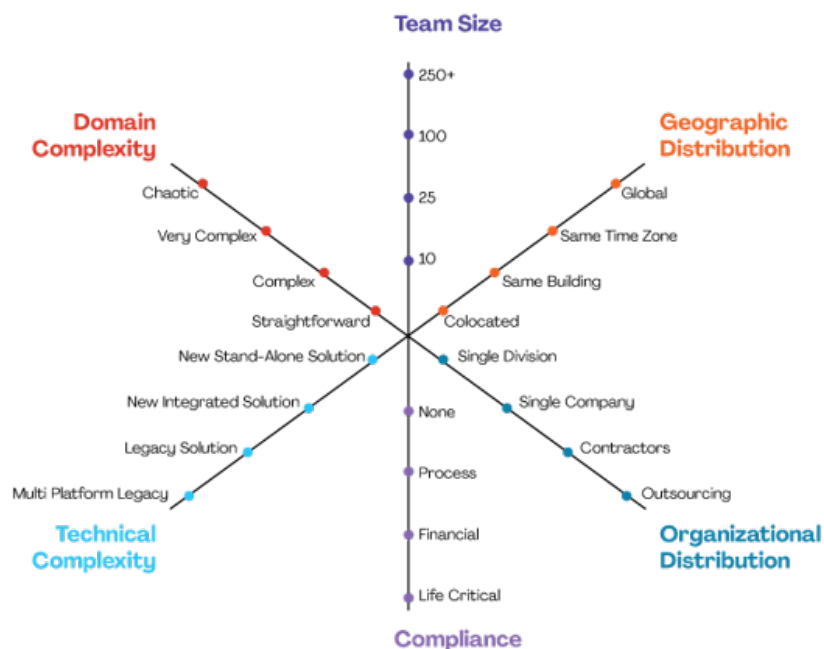 Team Size
250+
100
25
10
Domain
Complexity
Chaotic
Very Complex
Complex
Straightforward
Geographic
Distribution
Global
Same Time Zone
Same Building
Colocated
New Stand-Alone Solution
New Integrated Solution
Legacy Solution
Multi Platform Legacy
Technical
Complexity
None
Process
Financial
Life Critical
Compliance
Single Division
Single Company
Contractors
Outsourcing
Organizational
Distribution